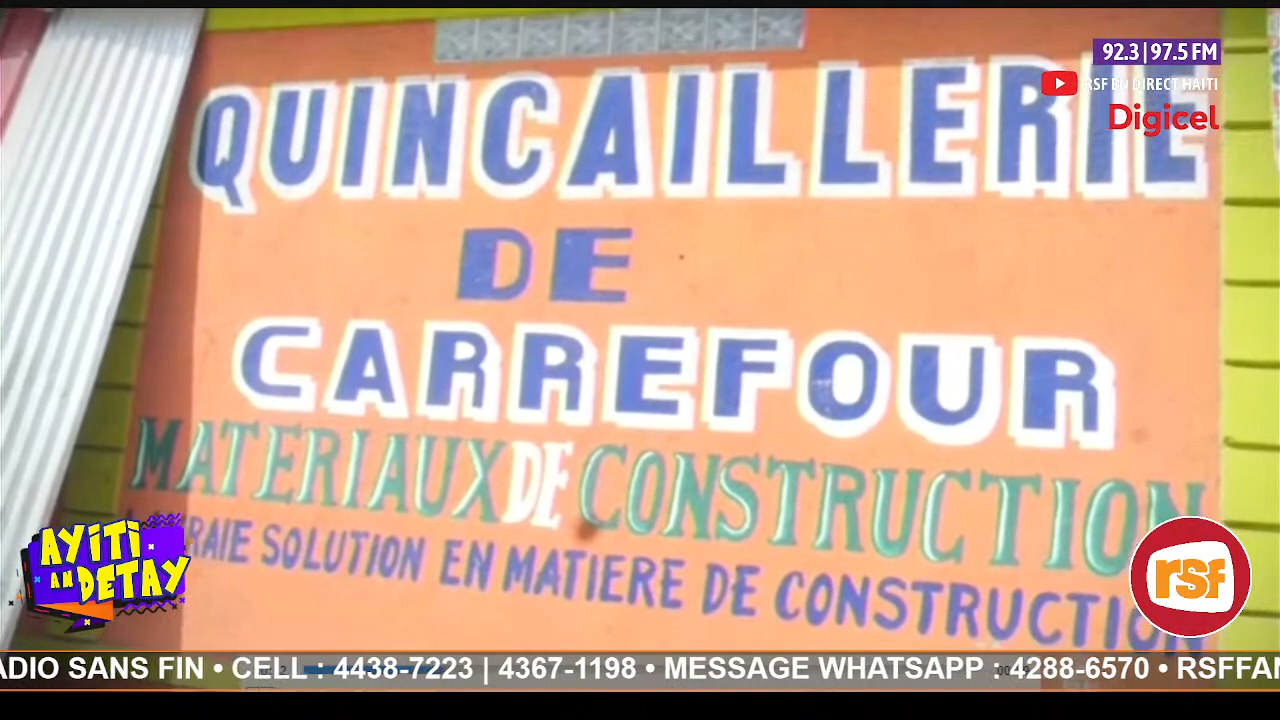 92.3|97.5 FM
RSF EN DIRECT HAITI
Digicel
QUINCAILLERIE
DE
CARREFOUR
MATERIAUX DE CONSTRUCTION
RAIE SOLUTION EN MATIERE DE CONSTRUCTION
AYITI
AN DETAY
rsf
ADIO SANS FIN • CELL : 4438-7223 | 4367-1198 • MESSAGE WHATSAPP : 4288-6570 • RSFFAN